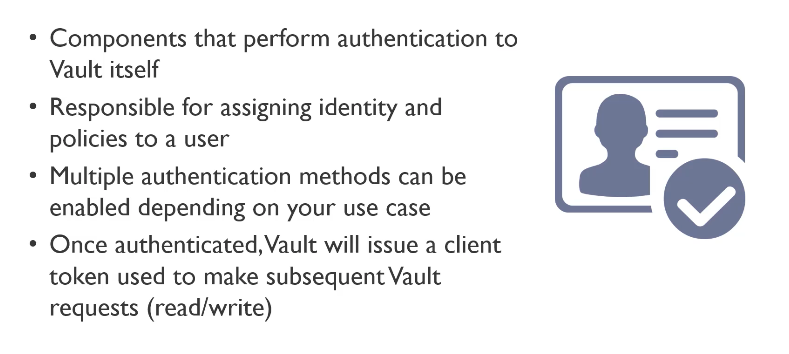 • Components that perform authentication to
Vault itself
• Responsible for assigning identity and
policies to a user
• Multiple authentication methods can be
enabled depending on your use case
• Once authenticated, Vault will issue a client
token used to make subsequent Vault
requests (read/write)